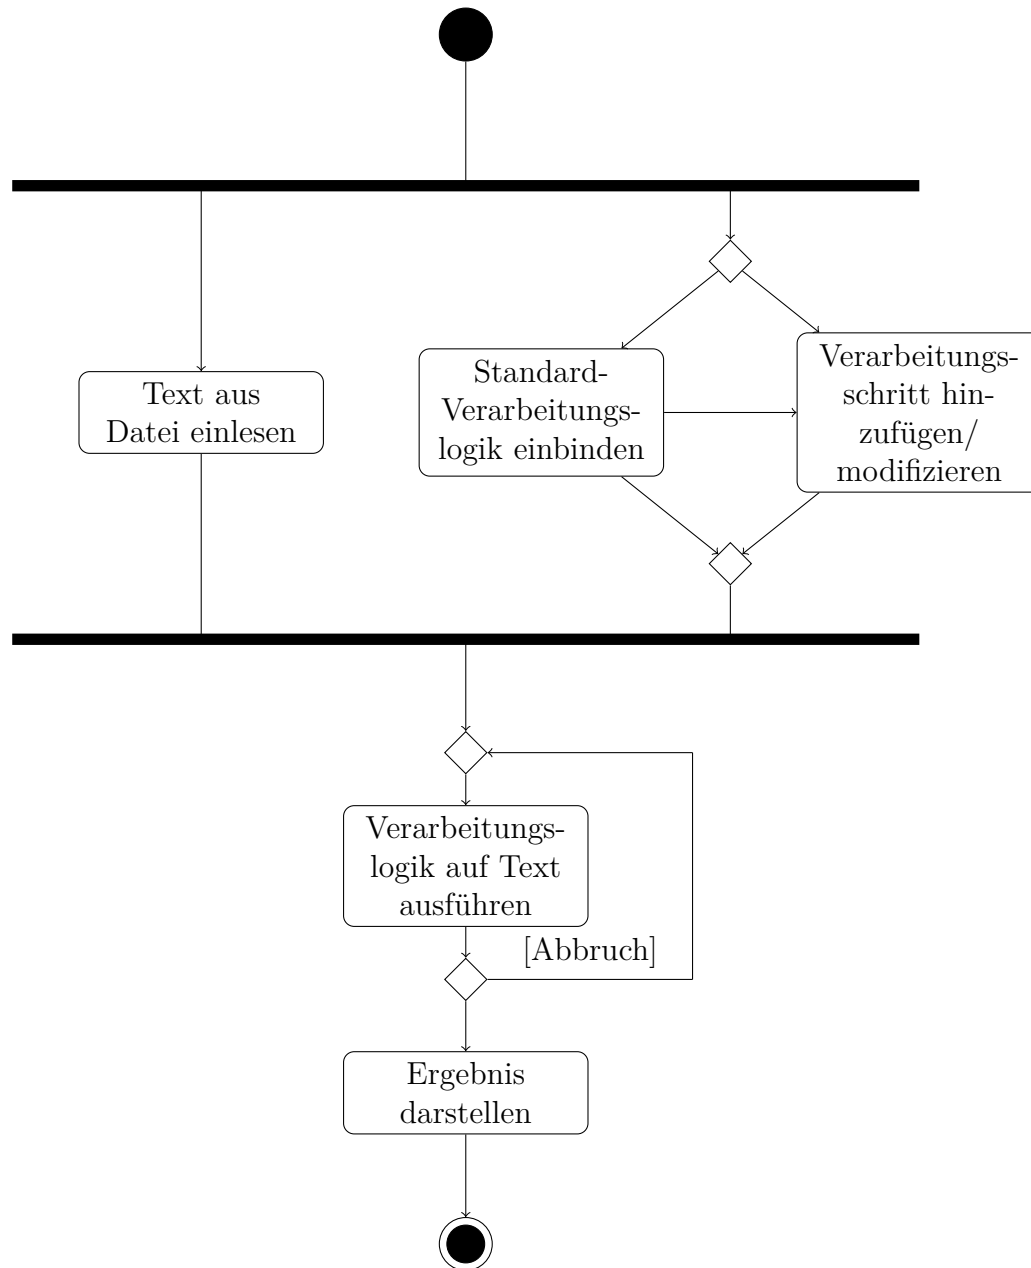 Text aus
Datei einlesen
Standard-
Verarbeitungs-
logik einbinden
Verarbeitungs-
schritt hin-
zufügen/
modifizieren
Verarbeitungs-
logik auf Text
ausführen
[Abbruch]
Ergebnis
darstellen